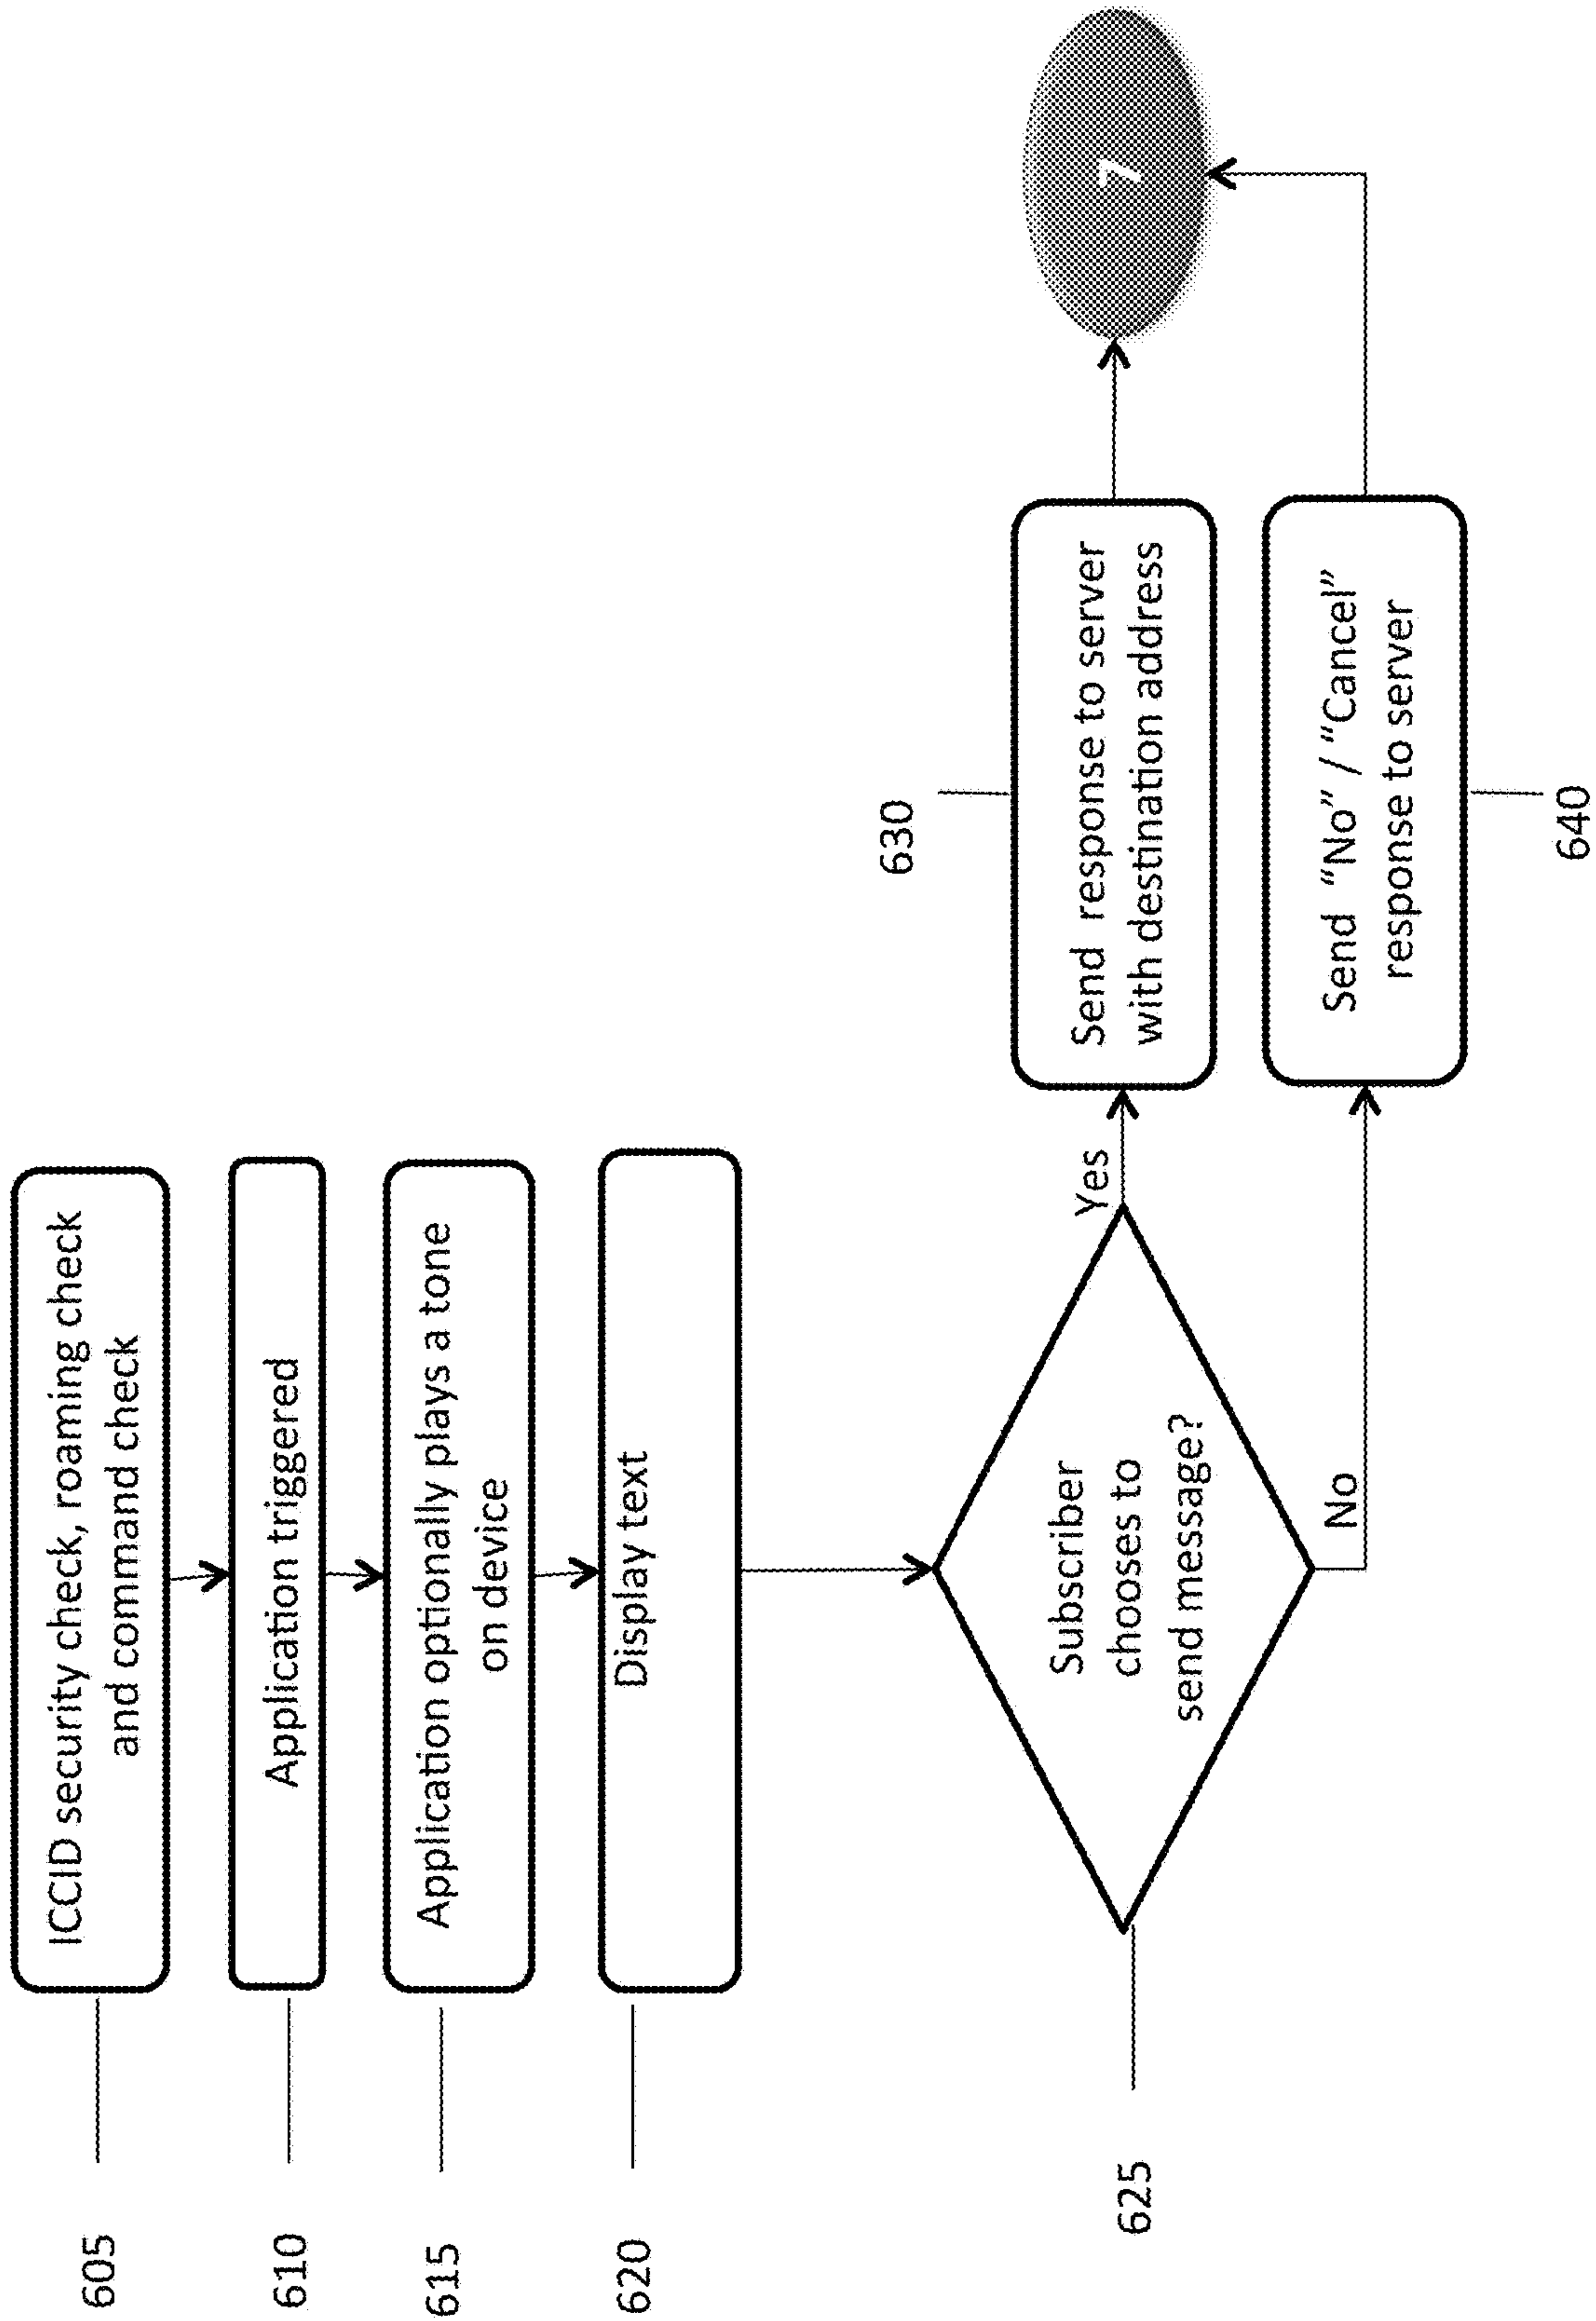 605
ICCID security check, roaming check
and command check
610
Application triggered
615
Application optionally plays a tone
on device
620
Display text
625
Subscriber
chooses to
send message?
Yes
No
630
Send response to server
with destination address
640
Send “No” / “Cancel”
response to server
7